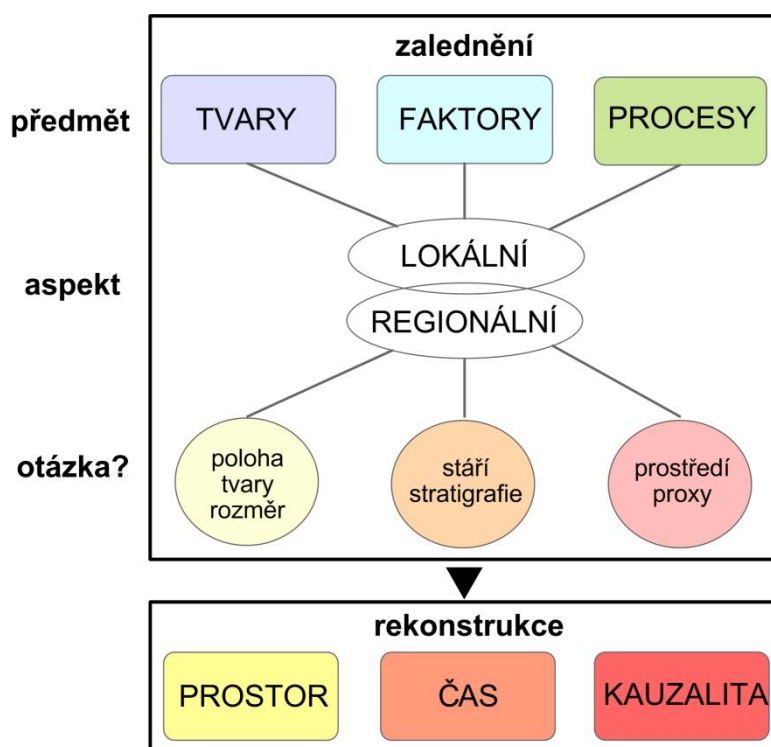 zalednění
předmět
TVARY
FAKTORY
PROCESY
aspekt
LOKÁLNÍ
REGIONÁLNÍ
otázka?
poloha
tvary
rozměr
stáří
stratigrafie
prostředí
proxy
rekonstrukce
PROSTOR
ČAS
KAUZALITA